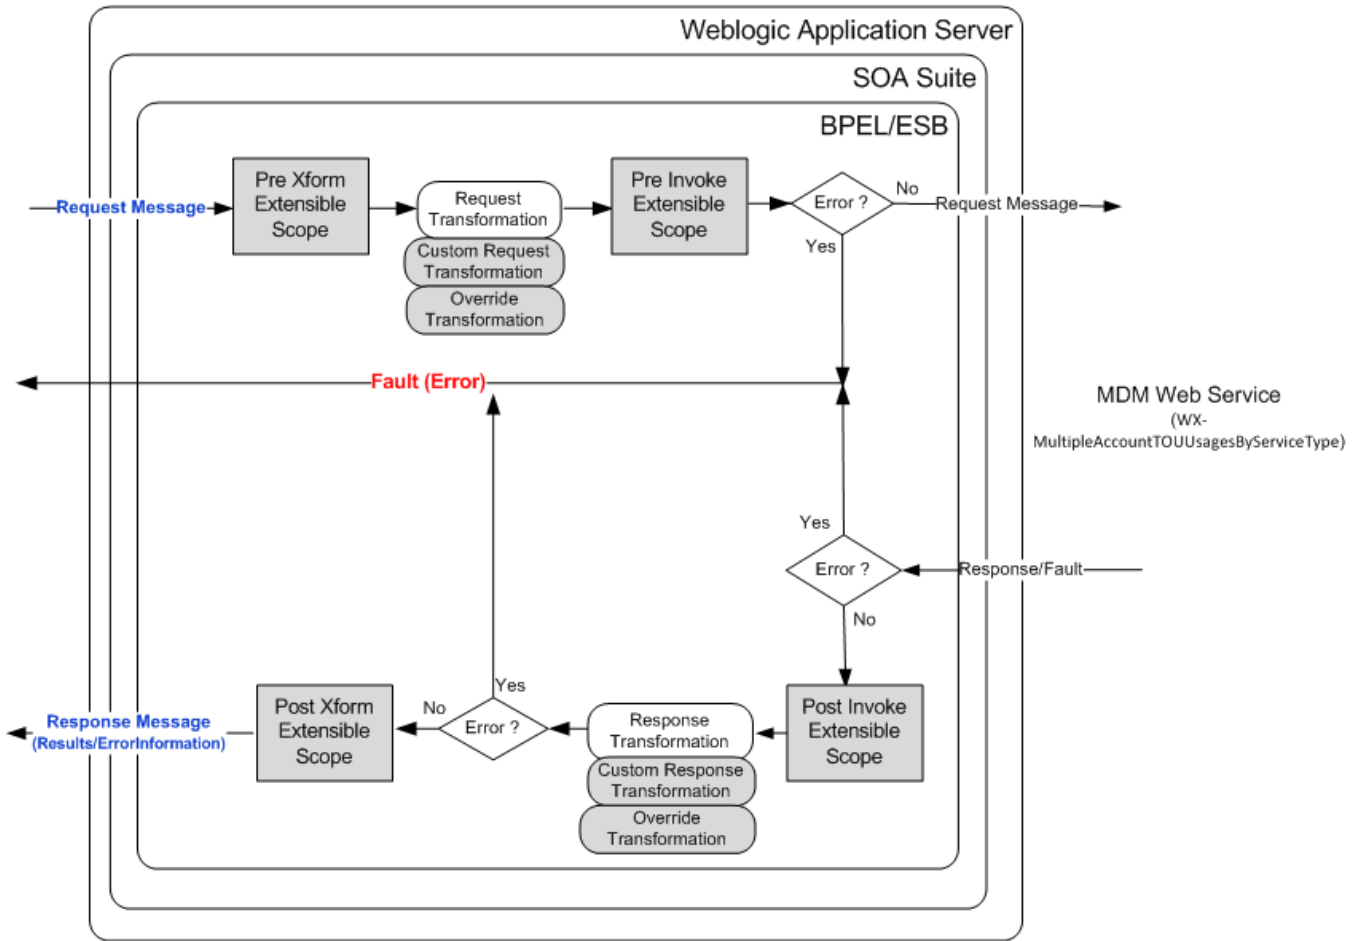 Weblogic Application Server
SOA Suite
BPEL/ESB
Request Message
Pre Xform
Extensible
Scope
Request
Transformation
Custom Request
Transformation
Override
Transformation
Pre Invoke
Extensible
Scope
Error ?
No
Request Message
Yes
Fault (Error)
MDM Web Service
(WX-
MultipleAccountTOUUsagesByServiceType)
Yes
Error ?
Response/Fault
No
Post Invoke
Extensible
Scope
Response
Transformation
Custom Response
Transformation
Override
Transformation
Yes
Error ?
No
Post Xform
Extensible
Scope
Response Message
(Results/ErrorInformation)